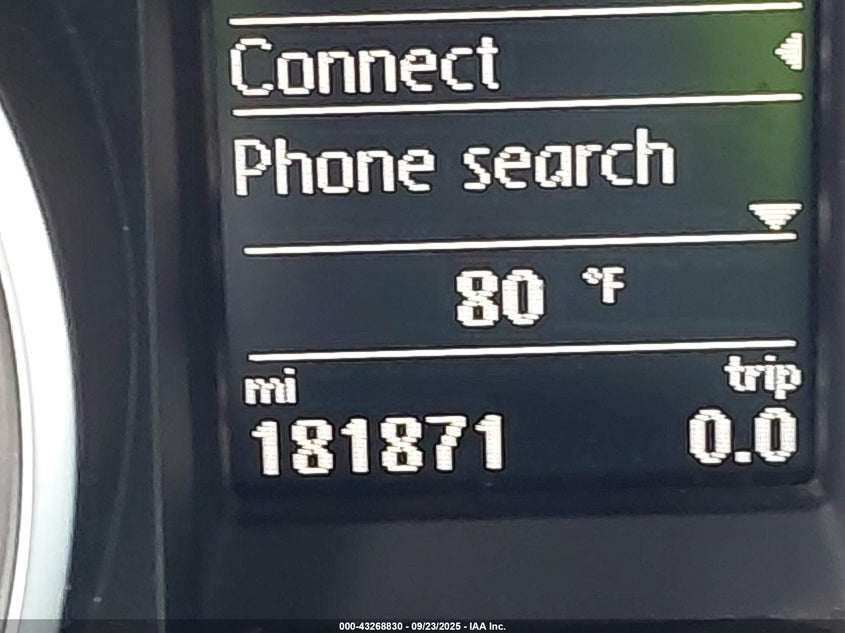 Connect
Phone search
80 °F
mi trip
181871 0.0
000-43268830 - 09/23/2025 - IAA Inc.